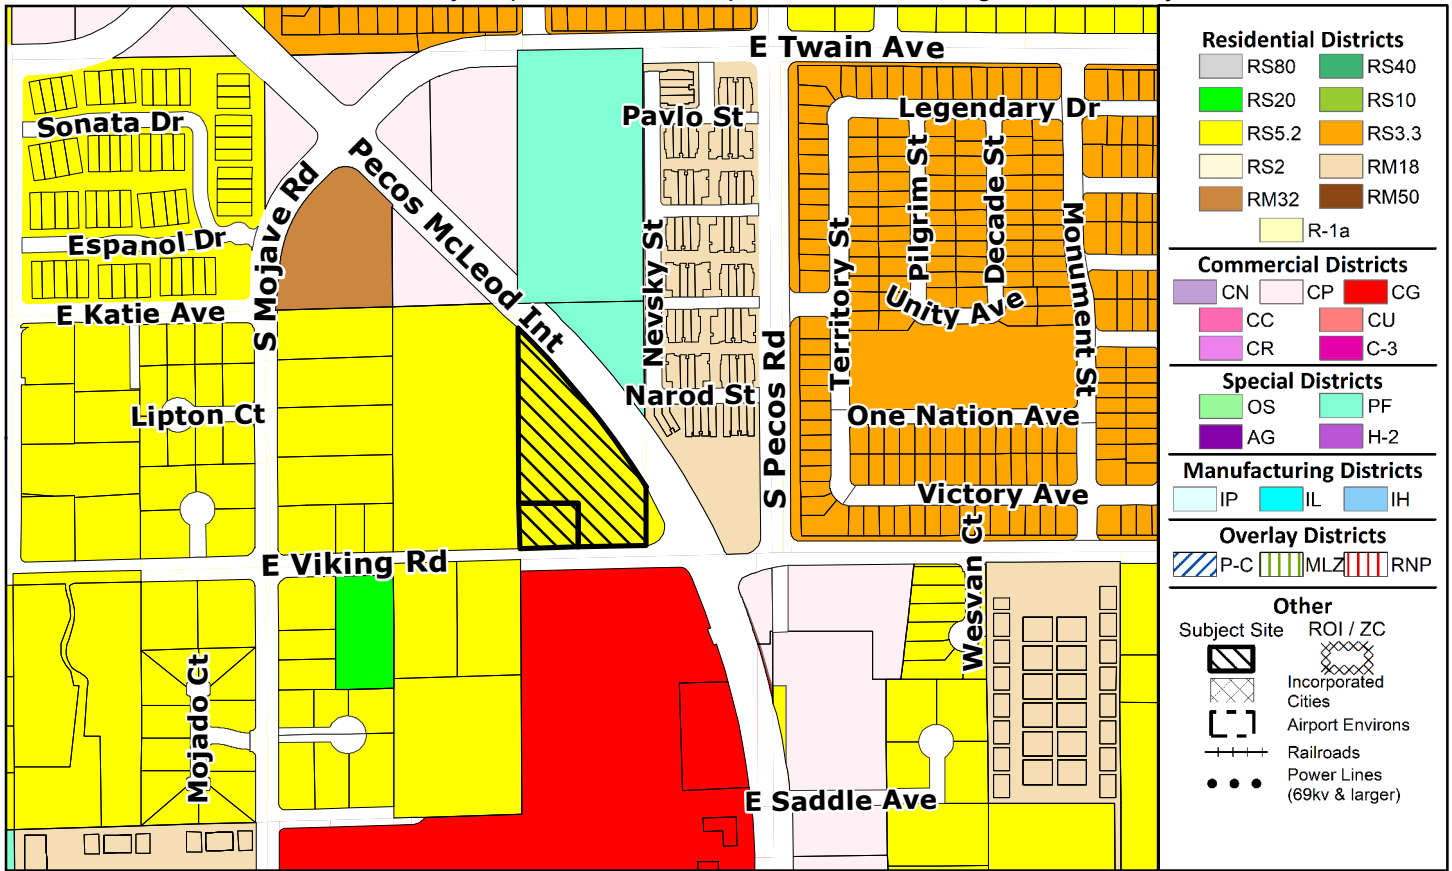 E Twain Ave
Legendary Dr
Pavlo St
Sonata Dr
Pecos McLeod Int
Pilgrim St
Decade St
S Mojave Rd
Espanol Dr
Nevsky St
Territory St
Monument St
Unity Ave
E Katie Ave
S Pecos Rd
Narod St
Lipton Ct
One Nation Ave
Victory Ave
E Viking Rd
Wesvan Ct
Mojado Ct
E Saddle Ave
Residential Districts
RS80 RS40
RS20 RS10
RS5.2 RS3.3
RS2 RM18
RM32 RM50
R-1a
Commercial Districts
CN CP CG
CC CU
CR C-3
Special Districts
OS PF
AG H-2
Manufacturing Districts
IP IL IH
Overlay Districts
P-C MLZ RNP
Other
Subject Site ROI / ZC
Incorporated
Cities
Airport Environs
Railroads
Power Lines
(69kv & larger)